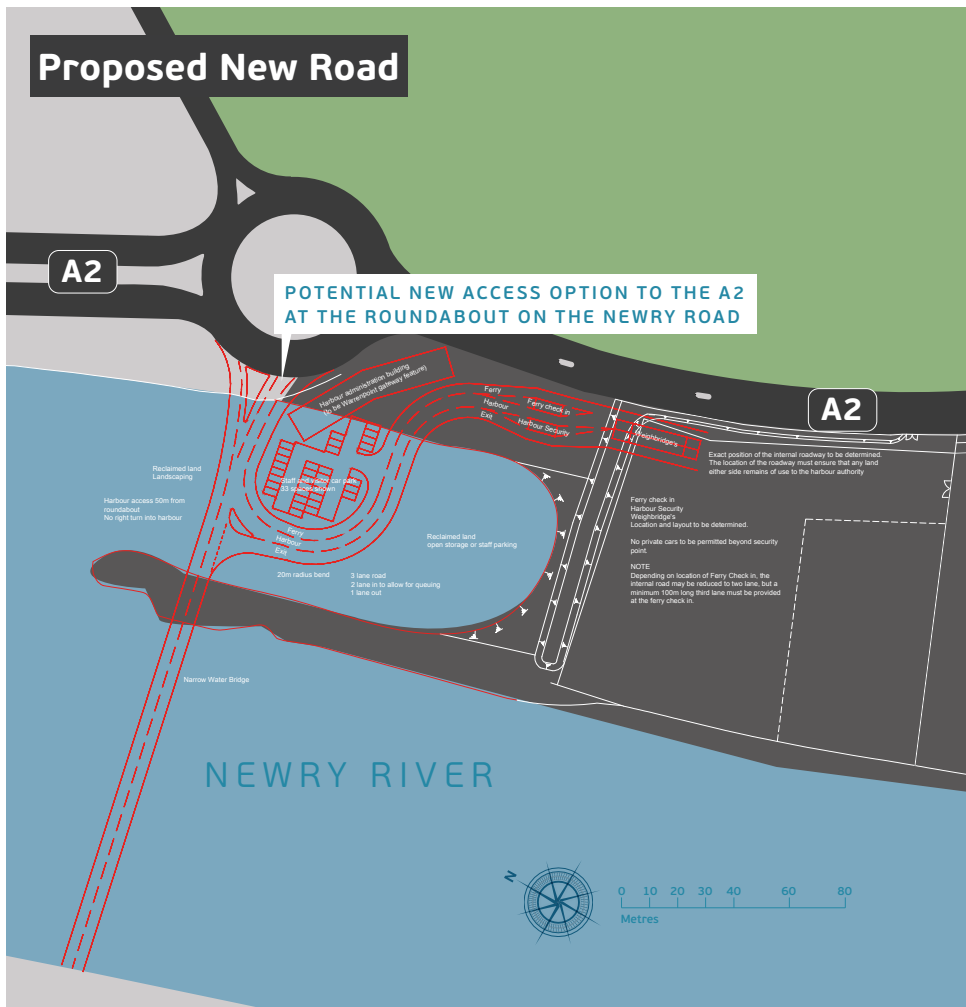 Proposed New Road
A2
POTENTIAL NEW ACCESS OPTION TO THE A2
AT THE ROUNDABOUT ON THE NEWRY ROAD
Harbour administration building
(to be Warrenpoint gateway feature)
Ferry
Harbour
Exit
Ferry check in
Harbour Security
Weighbridge's
A2
Exact position of the internal roadway to be determined.
The location of the roadway must ensure that any land
either side remains of use to the harbour authority
Reclaimed land
Landscaping
Harbour access 50m from
roundabout
No right turn into harbour
Staff and visitor car park
33 spaces shown
Ferry
Harbour
Exit
Reclaimed land
open storage or staff parking
Ferry check in
Harbour Security
Weighbridge's
Location and layout to be determined.
No private cars to be permitted beyond security
point.
NOTE
Depending on location of Ferry Check in, the
internal road may be reduced to two lane, but a
minimum 100m long third lane must be provided
at the ferry check in.
20m radius bend
3 lane road
2 lane in to allow for queuing
1 lane out
Narrow Water Bridge
NEWRY RIVER
N
0 10 20 30 40 60 80
Metres